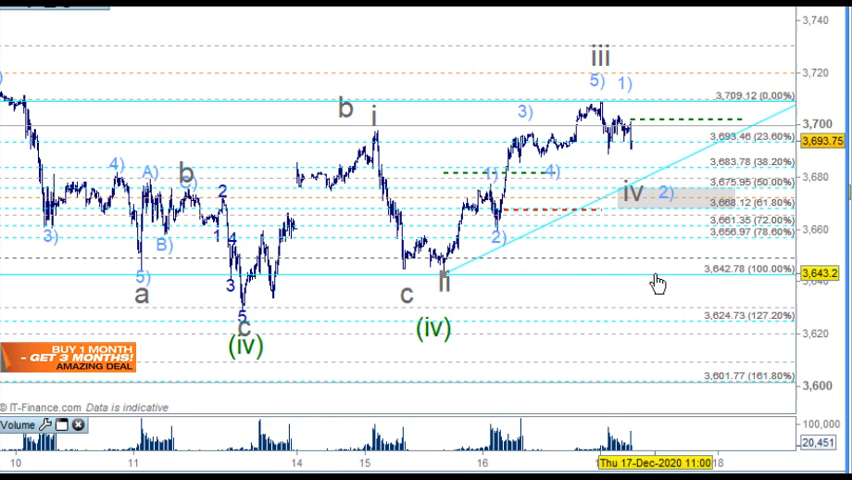 3,740
iii
3,720
5)
1)
3,709.12 (0.00%)
b
i
3)
3,700
3,693.46 (23.60%)
3,693.75
4)
A)
b
1)
4)
3,683.78 (38.20%)
3,680
3,675.95 (50.00%)
iv
2)
2
3,668.12 (61.80%)
3)
B)
1
4
2)
3,661.35 (72.00%)
3,660
3,656.97 (78.60%)
5)
3
ii
3,642.78 (100.00%)
3,643.2
a
c
5
c
(iv)
(iv)
3,624.73 (127.20%)
3,620
BUY 1 MONTH
- GET 3 MONTHS!
AMAZING DEAL
3,601.77 (161.80%)
3,600
© IT-Finance.com Data is indicative
Volume
100,000
20,451
10
11
14
15
16
Thu 17-Dec-2020 11:00
18